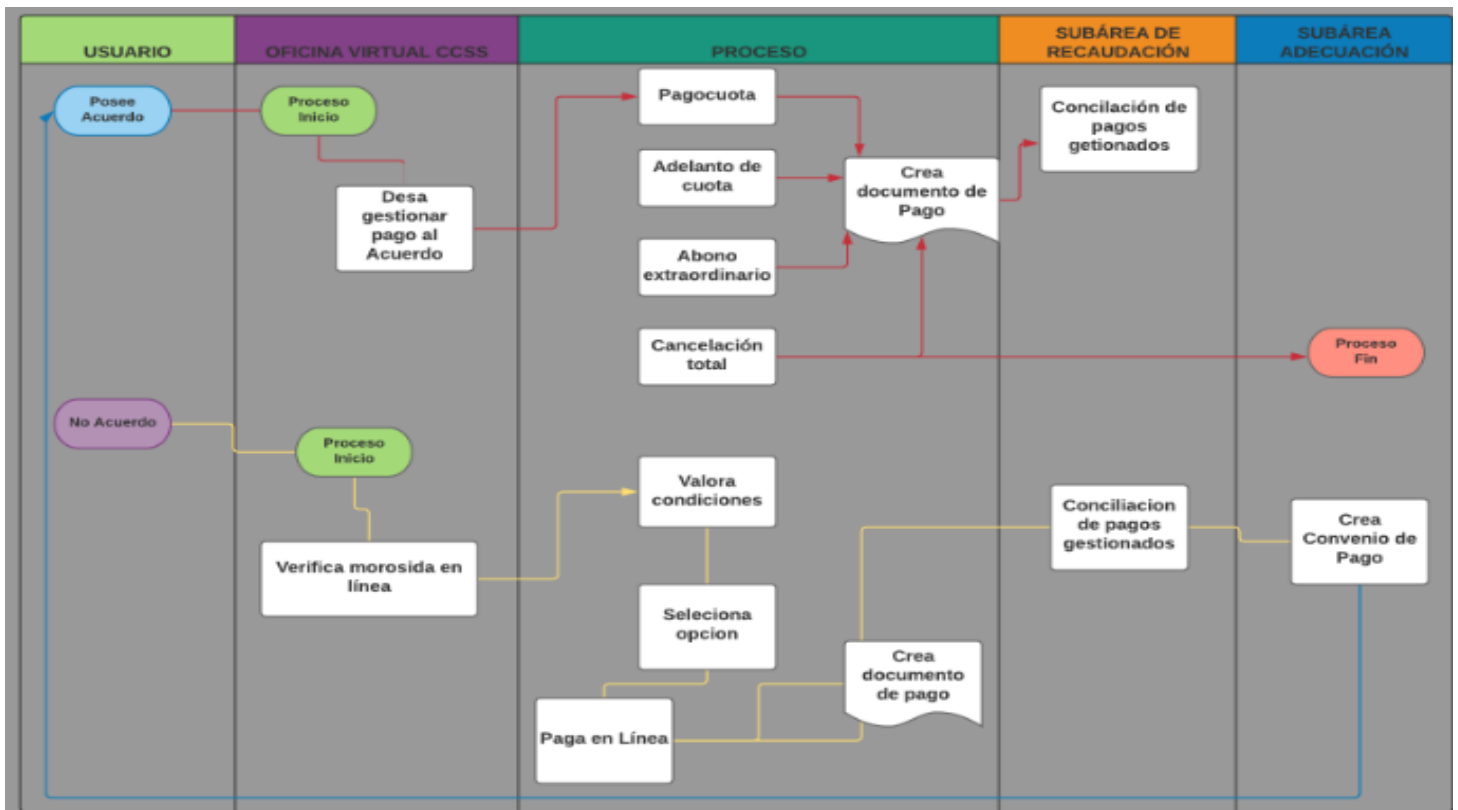 USUARIO
OFICINA VIRTUAL CCSS
PROCESO
SUBÁREA DE
RECAUDACIÓN
SUBÁREA
ADECUACIÓN
Posee
Acuerdo
Proceso
Inicio
Desa
gestionar
pago al
Acuerdo
Pagocuota
Adelanto de
cuota
Abono
extraordinario
Cancelación
total
Crea
documento de
Pago
Concilación de
pagos
getionados
Proceso
Fin
No Acuerdo
Proceso
Inicio
Verifica morosida en
línea
Valora
condiciones
Seleciona
opcion
Paga en Línea
Crea
documento
de pago
Conciliacion
de pagos
gestionados
Crea
Convenio de
Pago